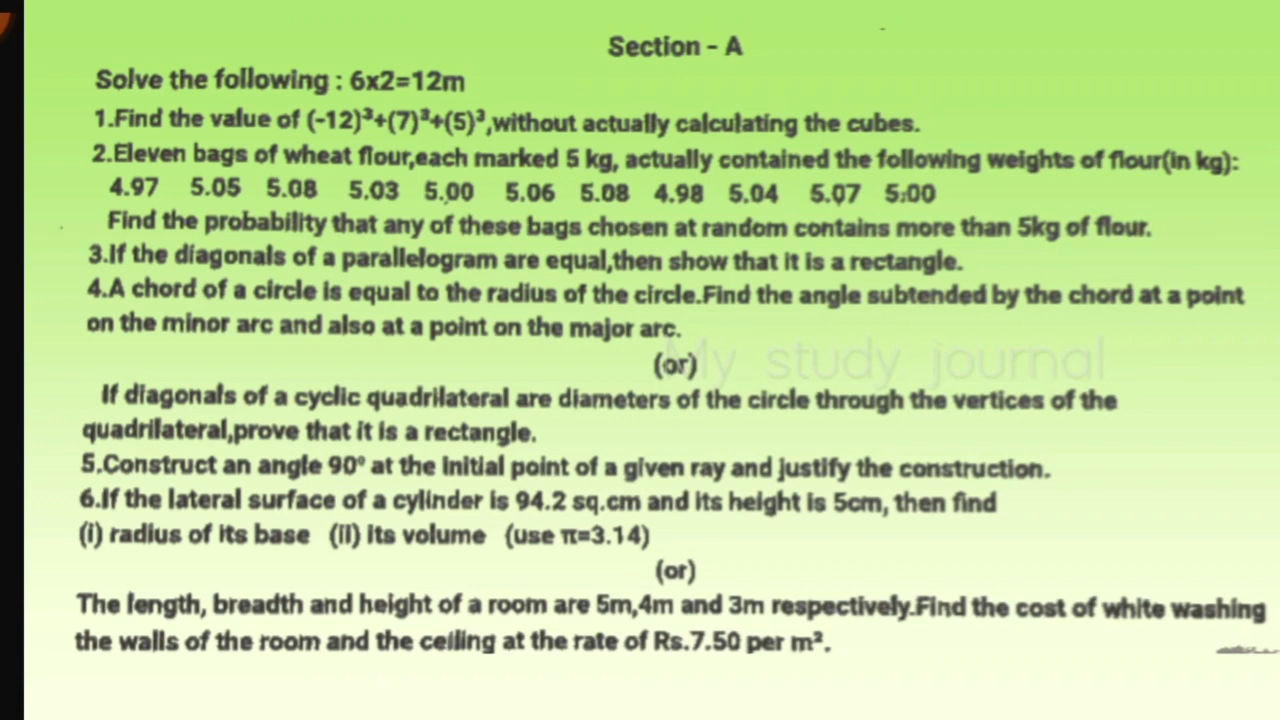 Section - A
Solve the following : 6x2=12m
1.Find the value of (-12)³+(7)³+(5)³,without actually calculating the cubes.
2.Eleven bags of wheat flour,each marked 5 kg, actually contained the following weights of flour(in kg):
4.97 5.05 5.08 5.03 5.00 5.06 5.08 4.98 5.04 5.07 5.00
Find the probability that any of these bags chosen at random contains more than 5kg of flour.
3.If the diagonals of a parallelogram are equal,then show that it is a rectangle.
4.A chord of a circle is equal to the radius of the circle.Find the angle subtended by the chord at a point
on the minor arc and also at a point on the major arc.
My study journal
(or)
If diagonals of a cyclic quadrilateral are diameters of the circle through the vertices of the
quadrilateral,prove that it is a rectangle.
5.Construct an angle 90° at the initial point of a given ray and justify the construction.
6.If the lateral surface of a cylinder is 94.2 sq.cm and its height is 5cm, then find
(i) radius of its base (ii) its volume (use π=3.14)
(or)
The length, breadth and height of a room are 5m,4m and 3m respectively.Find the cost of white washing
the walls of the room and the ceiling at the rate of Rs.7.50 per m².